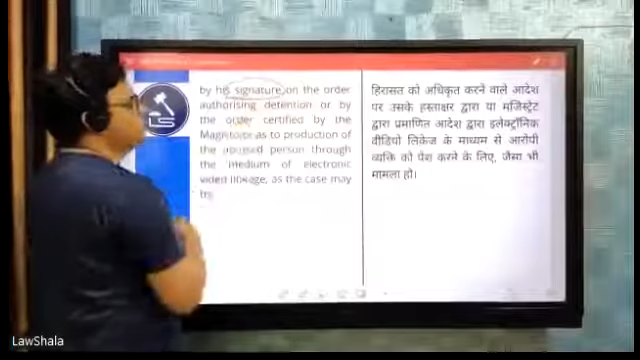 by his signature on the order
authorising detention or by
the order certified by the
Magistrate as to production of
the accused person through
the medium of electronic
video linkage, as the case may
be
हिरासत को अधिकृत करने वाले आदेश
पर उसके हस्ताक्षर द्वारा या मजिस्ट्रेट
द्वारा प्रमाणित आदेश द्वारा इलेक्ट्रॉनिक
वीडियो लिंकेज के माध्यम से आरोपी
व्यक्ति को पेश करने के लिए, जैसा भी
मामला हो।
LS
LawShala